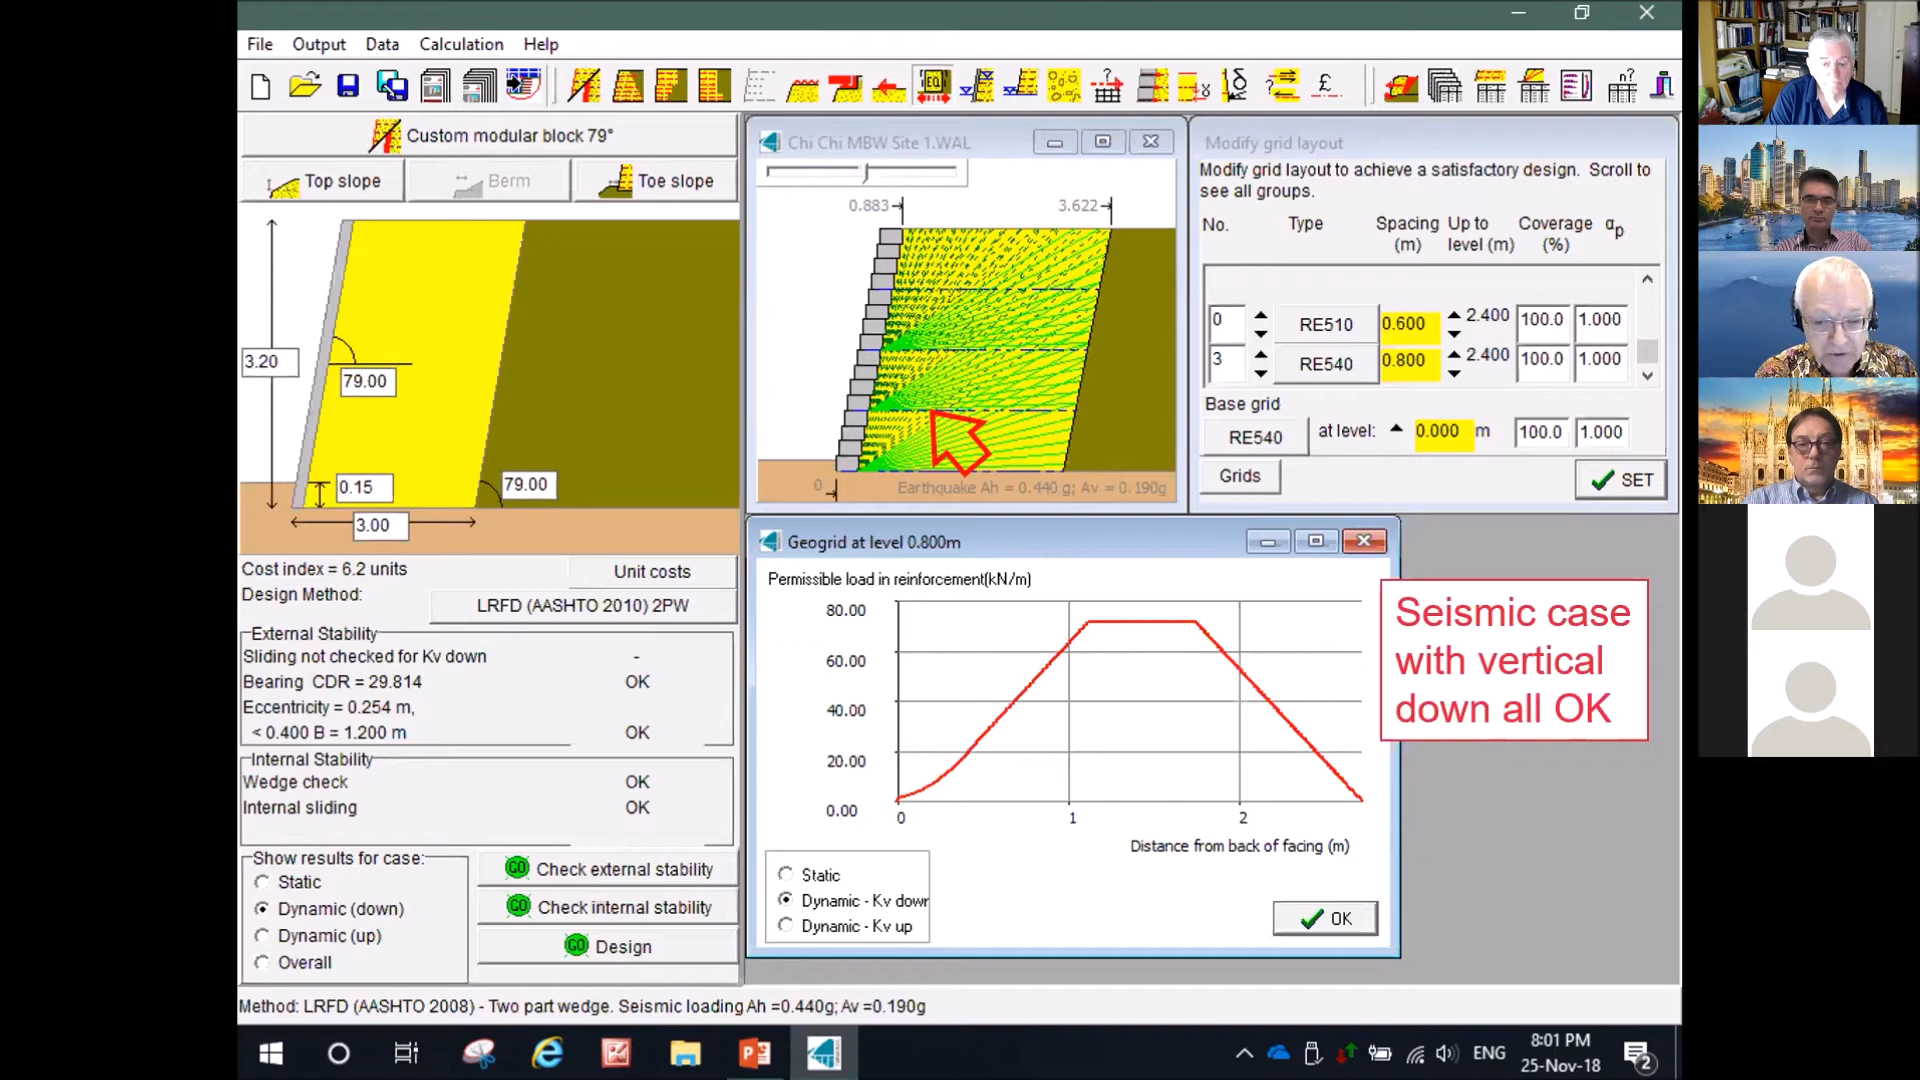 File Output Data Calculation Help
Custom modular block 79°
Top slope Berm Toe slope
3.20
79.00
0.15
79.00
3.00
Cost index = 6.2 units
Unit costs
Design Method:
LRFD (AASHTO 2010) 2PW
External Stability
Sliding not checked for Kv down -
Bearing CDR = 29.814 OK
Eccentricity = 0.254 m,
< 0.400 B = 1.200 m OK
Internal Stability
Wedge check OK
Internal sliding OK
Show results for case:
Static
Dynamic (down)
Dynamic (up)
Overall
GO Check external stability
GO Check internal stability
GO Design
Chi Chi MBW Site 1.WAL
0.883
3.622
0
Earthquake Ah = 0.440 g; Av = 0.190g
Modify grid layout
Modify grid layout to achieve a satisfactory design. Scroll to
see all groups.
No. Type Spacing Up to Coverage αp
(m) level (m) (%)
0 RE510 0.600 2.400 100.0 1.000
3 RE540 0.800 2.400 100.0 1.000
Base grid
RE540 at level: 0.000 m 100.0 1.000
Grids
SET
Geogrid at level 0.800m
Permissible load in reinforcement(kN/m)
80.00
60.00
40.00
20.00
0.00
0 1 2
Distance from back of facing (m)
Static
Dynamic - Kv down
Dynamic - Kv up
OK
Seismic case
with vertical
down all OK
Method: LRFD (AASHTO 2008) - Two part wedge. Seismic loading Ah =0.440g; Av =0.190g
ENG
8:01 PM
25-Nov-18
2